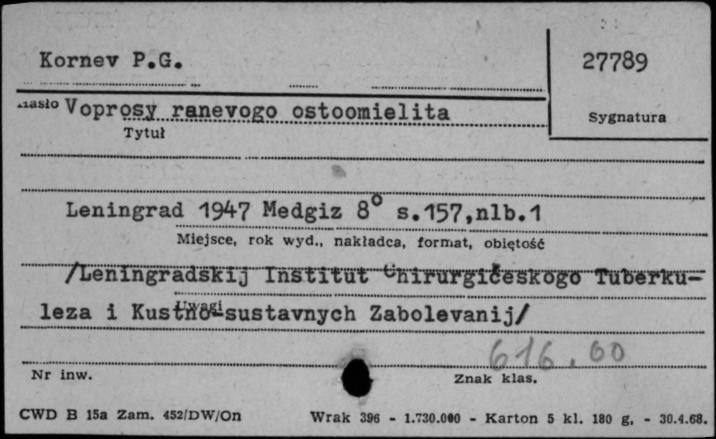 Kornev P.G.
27789
Hasło Voprosy ranevogo ostoomielita
Sygnatura
Tytuł
Leningrad 1947 Medgiz 8° s.157,nlb.1
Miejsce, rok wyd., nakładca, format, objętość
/Leningradskij Institut Chirurgičeskogo Tuberku-
Uwagi
leza i Kustno-sustavnych Zabolevanij/
616.00
Nr inw.
Znak klas.
CWD B 15a Zam. 452/DW/On Wrak 396 - 1.730.000 - Karton 5 kl. 180 g. - 30.4.68.